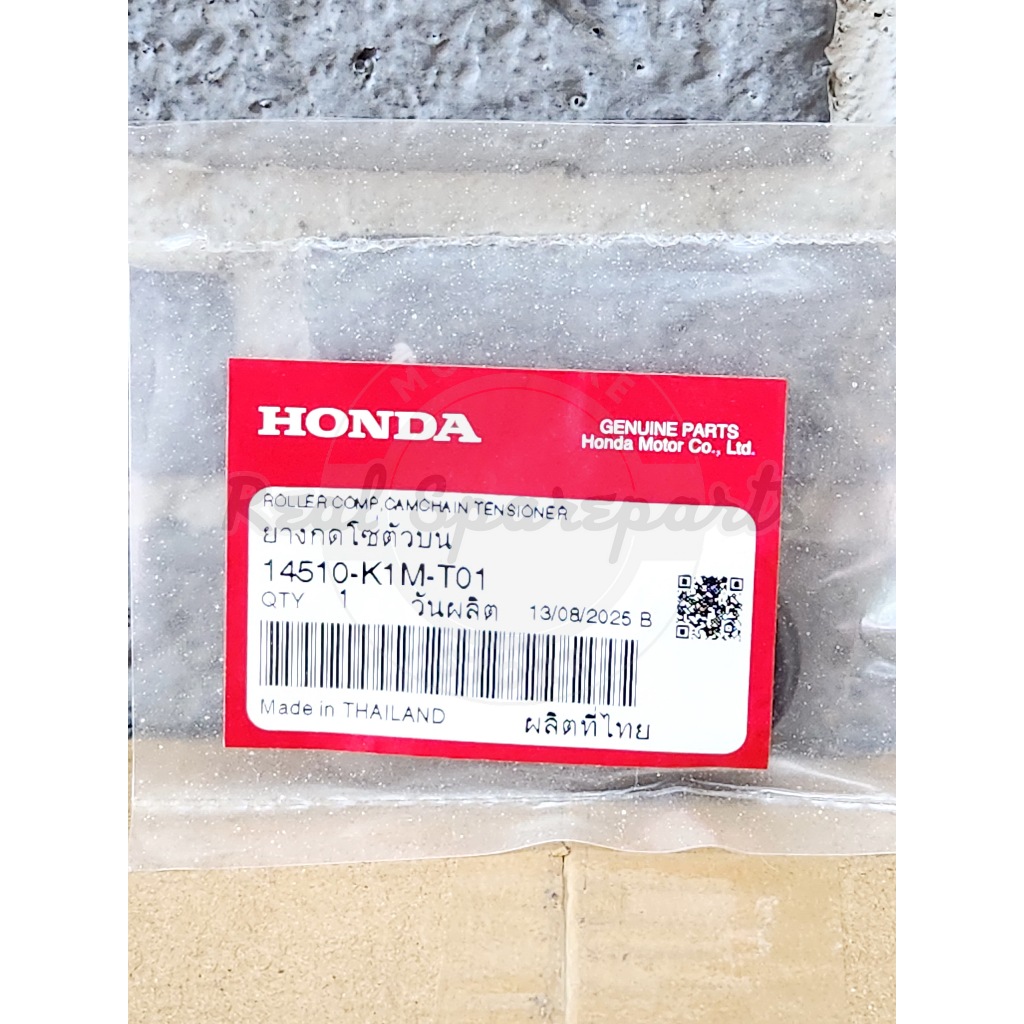 HONDA
GENUINE PARTS
Honda Motor Co., Ltd.
ROLLER COMP,CAMCHAIN TENSIONER
ยางกดโซ่ตัวบน
14510-K1M-T01
QTY 1 วันผลิต 13/08/2025 B
Made in THAILAND ผลิตที่ไทย
Real Spareparts